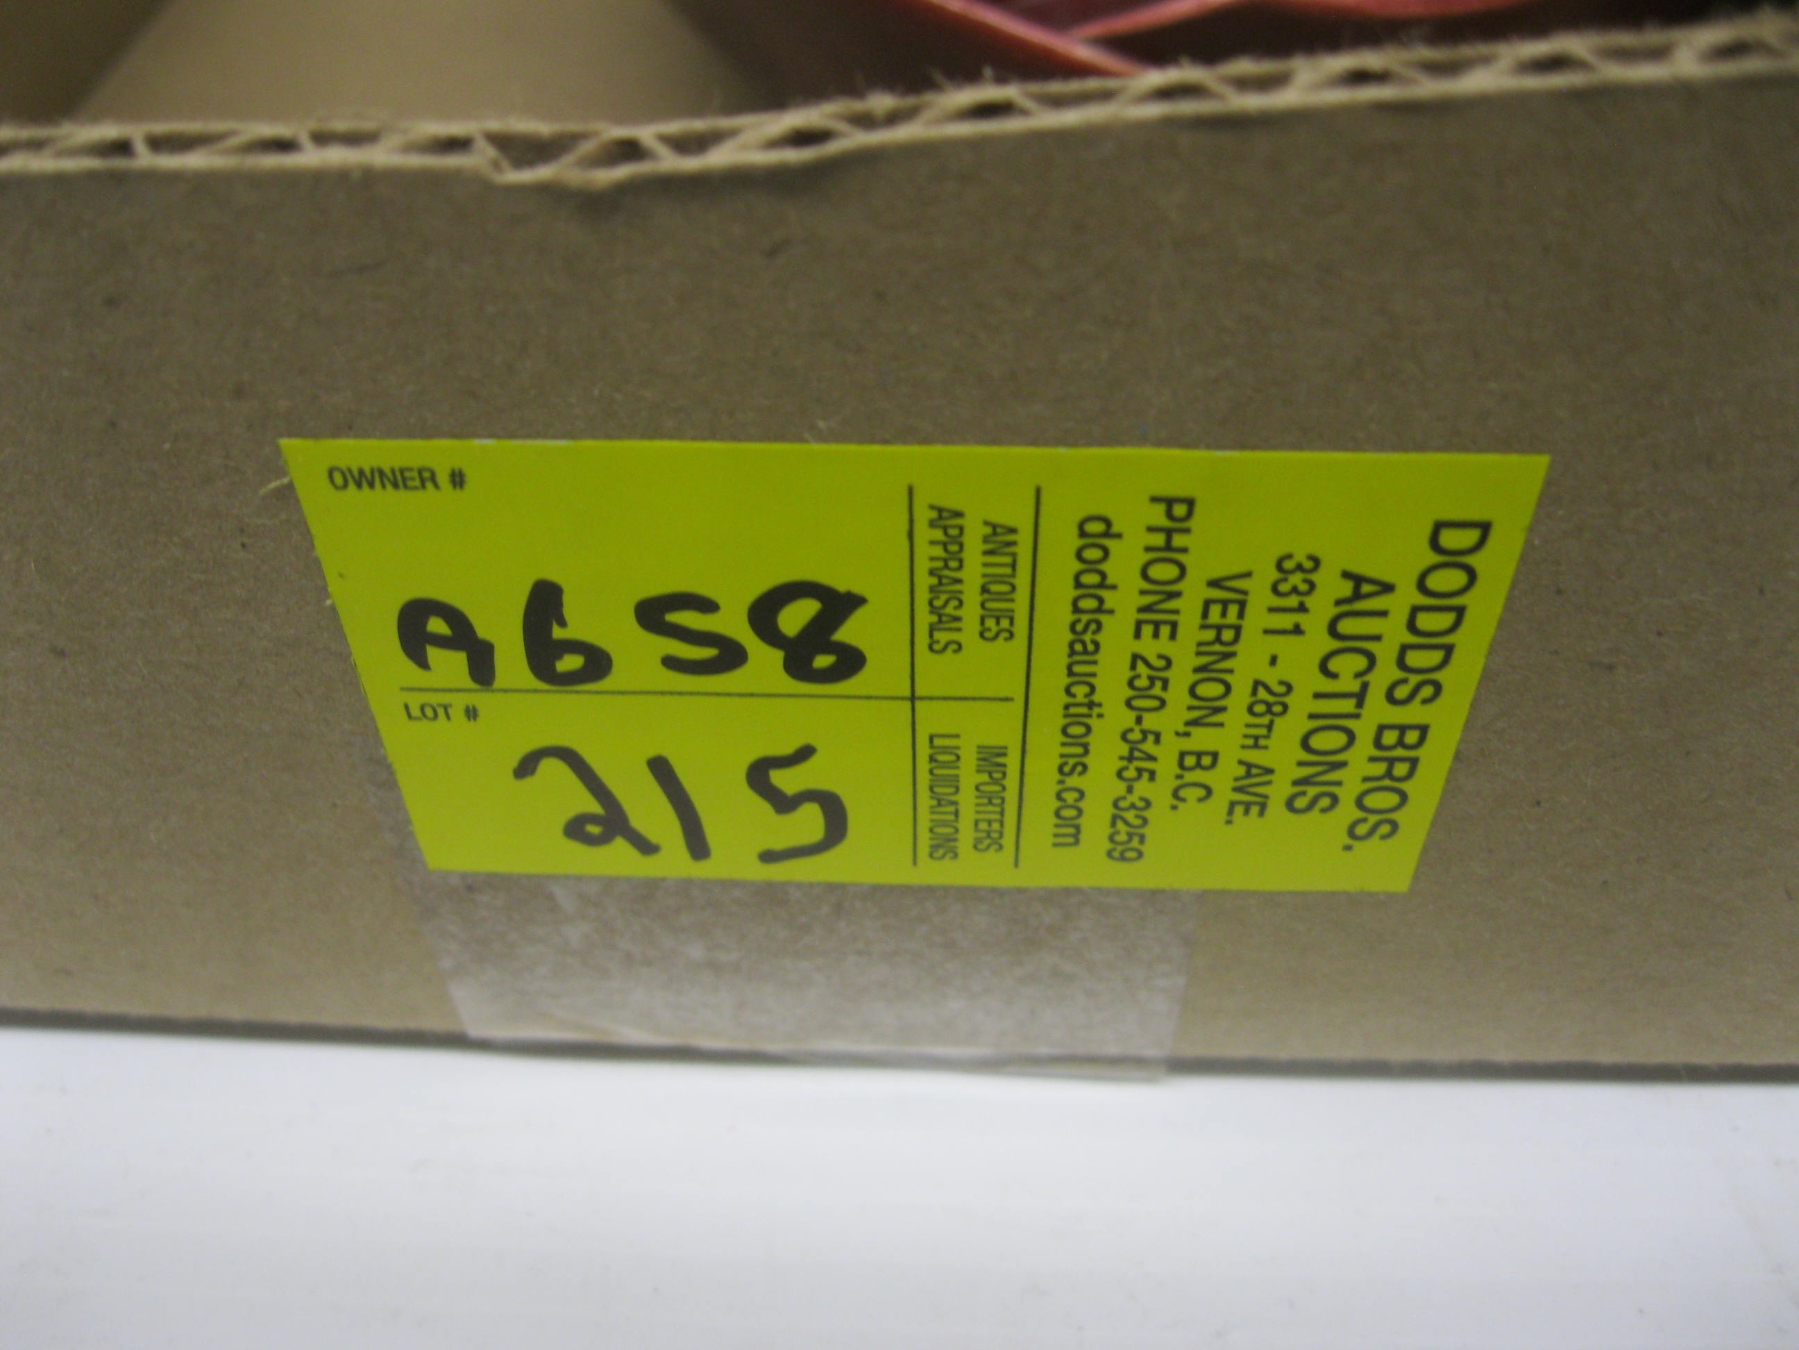 OWNER #
A658
LOT #
215
DODDS BROS.
AUCTIONS
3311 - 28TH AVE.
VERNON, B.C.
PHONE 250-545-3259
doddsauctions.com
ANTIQUES IMPORTERS
APPRAISALS LIQUIDATIONS